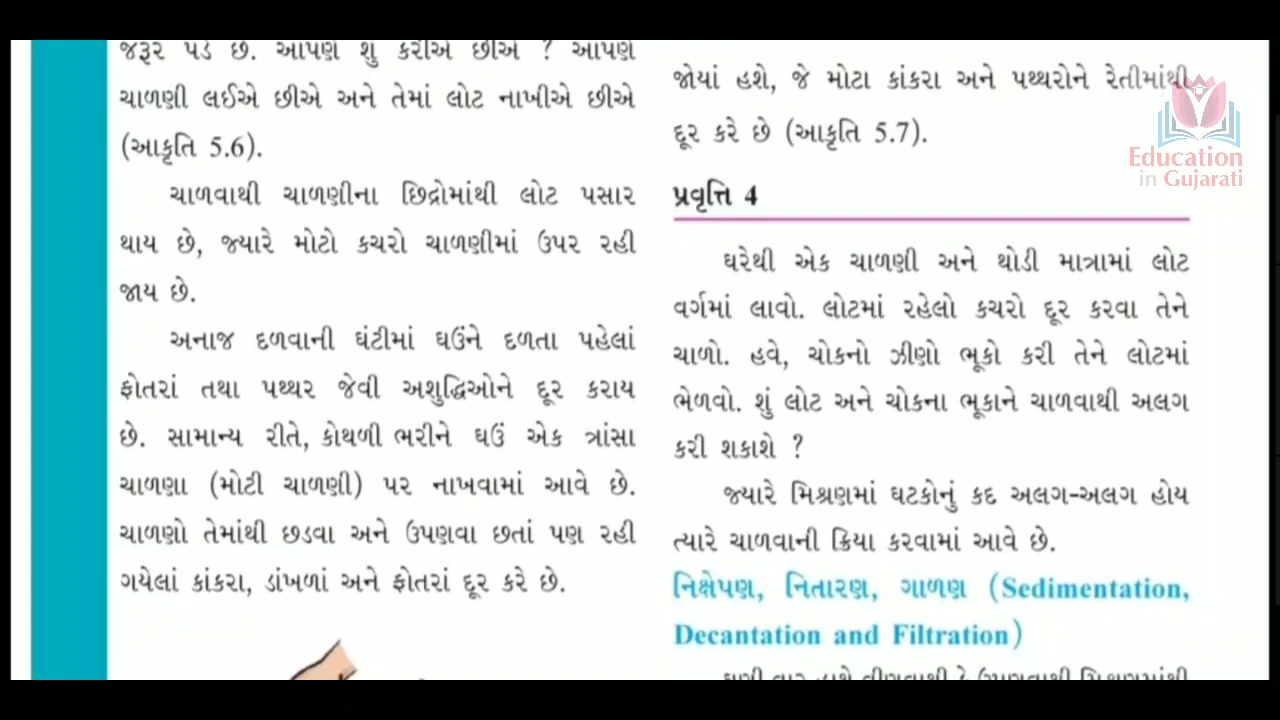 જરૂર પડે છે. આપણે શું કરીએ છીએ ? આપણે
ચાળણી લઈએ છીએ અને તેમાં લોટ નાખીએ છીએ
(આકૃતિ 5.6).
ચાળવાથી ચાળણીના છિદ્રોમાંથી લોટ પસાર
થાય છે, જ્યારે મોટો કચરો ચાળણીમાં ઉપર રહી
જાય છે.
અનાજ દળવાની ઘંટીમાં ઘઉંને દળતા પહેલાં
ફોતરાં તથા પથ્થર જેવી અશુદ્ધિઓને દૂર કરાય
છે. સામાન્ય રીતે, કોથળી ભરીને ઘઉં એક ત્રાંસા
ચાળણા (મોટી ચાળણી) પર નાખવામાં આવે છે.
ચાળણો તેમાંથી છડવા અને ઉપણવા છતાં પણ રહી
ગયેલાં કાંકરા, ડાંખળાં અને ફોતરાં દૂર કરે છે.
જોયાં હશે, જે મોટા કાંકરા અને પથ્થરોને રેતીમાંથી
દૂર કરે છે (આકૃતિ 5.7).
પ્રવૃત્તિ 4
ઘરેથી એક ચાળણી અને થોડી માત્રામાં લોટ
વર્ગમાં લાવો. લોટમાં રહેલો કચરો દૂર કરવા તેને
ચાળો. હવે, ચોકનો ઝીણો ભૂકો કરી તેને લોટમાં
ભેળવો. શું લોટ અને ચોકના ભૂકાને ચાળવાથી અલગ
કરી શકાશે ?
જ્યારે મિશ્રણમાં ઘટકોનું કદ અલગ-અલગ હોય
ત્યારે ચાળવાની ક્રિયા કરવામાં આવે છે.
નિક્ષેપણ, નિતારણ, ગાળણ (Sedimentation,
Decantation and Filtration)
ઘણી વાર હાથે વીણવાથી કે ઉપણવાથી મિશ્રણમાંથી
Education
in Gujarati